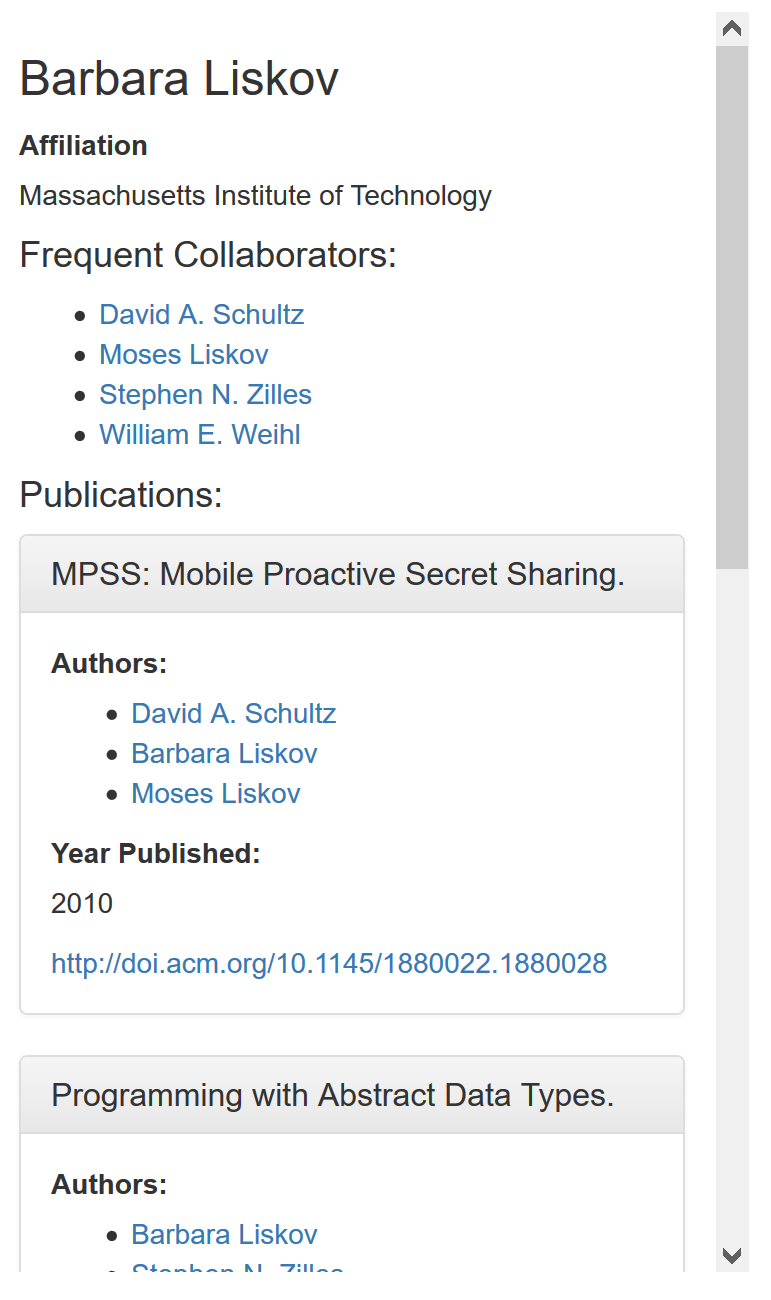 Barbara Liskov
Affiliation
Massachusetts Institute of Technology
Frequent Collaborators:
David A. Schultz
Moses Liskov
Stephen N. Zilles
William E. Weihl
Publications:
MPSS: Mobile Proactive Secret Sharing.
Authors:
David A. Schultz
Barbara Liskov
Moses Liskov
Year Published:
2010
http://doi.acm.org/10.1145/1880022.1880028
Programming with Abstract Data Types.
Authors:
Barbara Liskov
Stephen N. Zilles